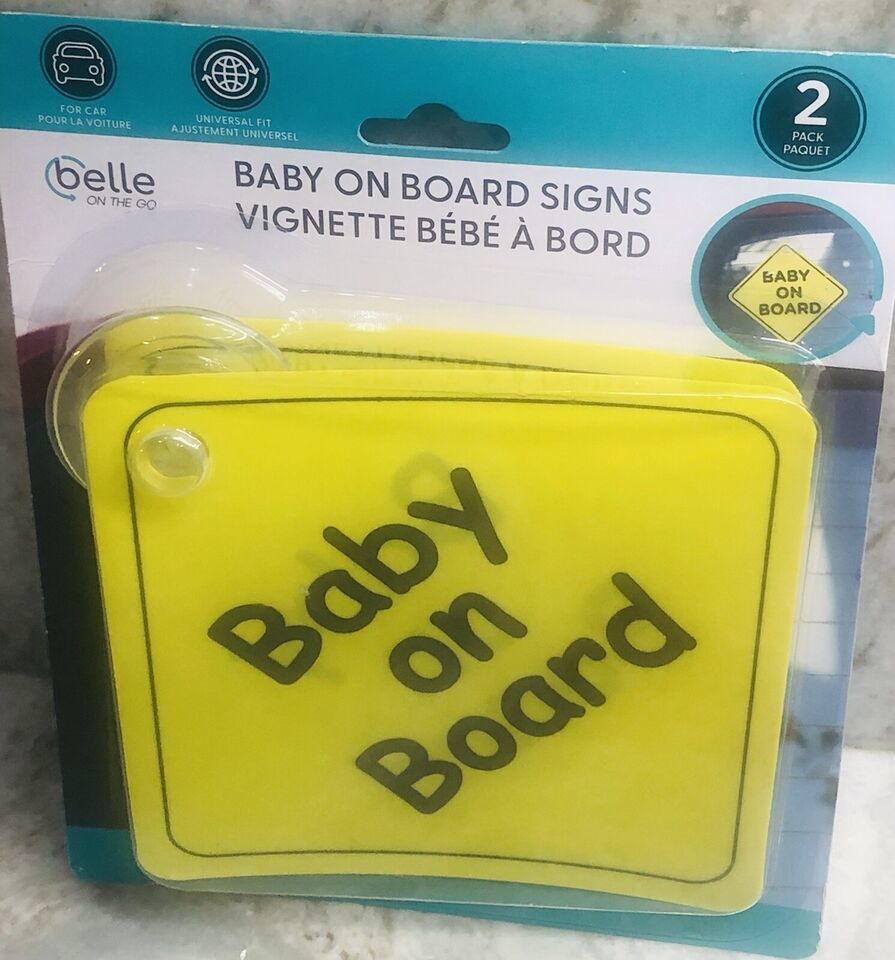 FOR CAR
POUR LA VOITURE
UNIVERSAL FIT
AJUSTEMENT UNIVERSEL
2
PACK
PAQUET
belle
ON THE GO
BABY ON BOARD SIGNS
VIGNETTE BÉBÉ À BORD
BABY
ON
BOARD
Baby
on
Board